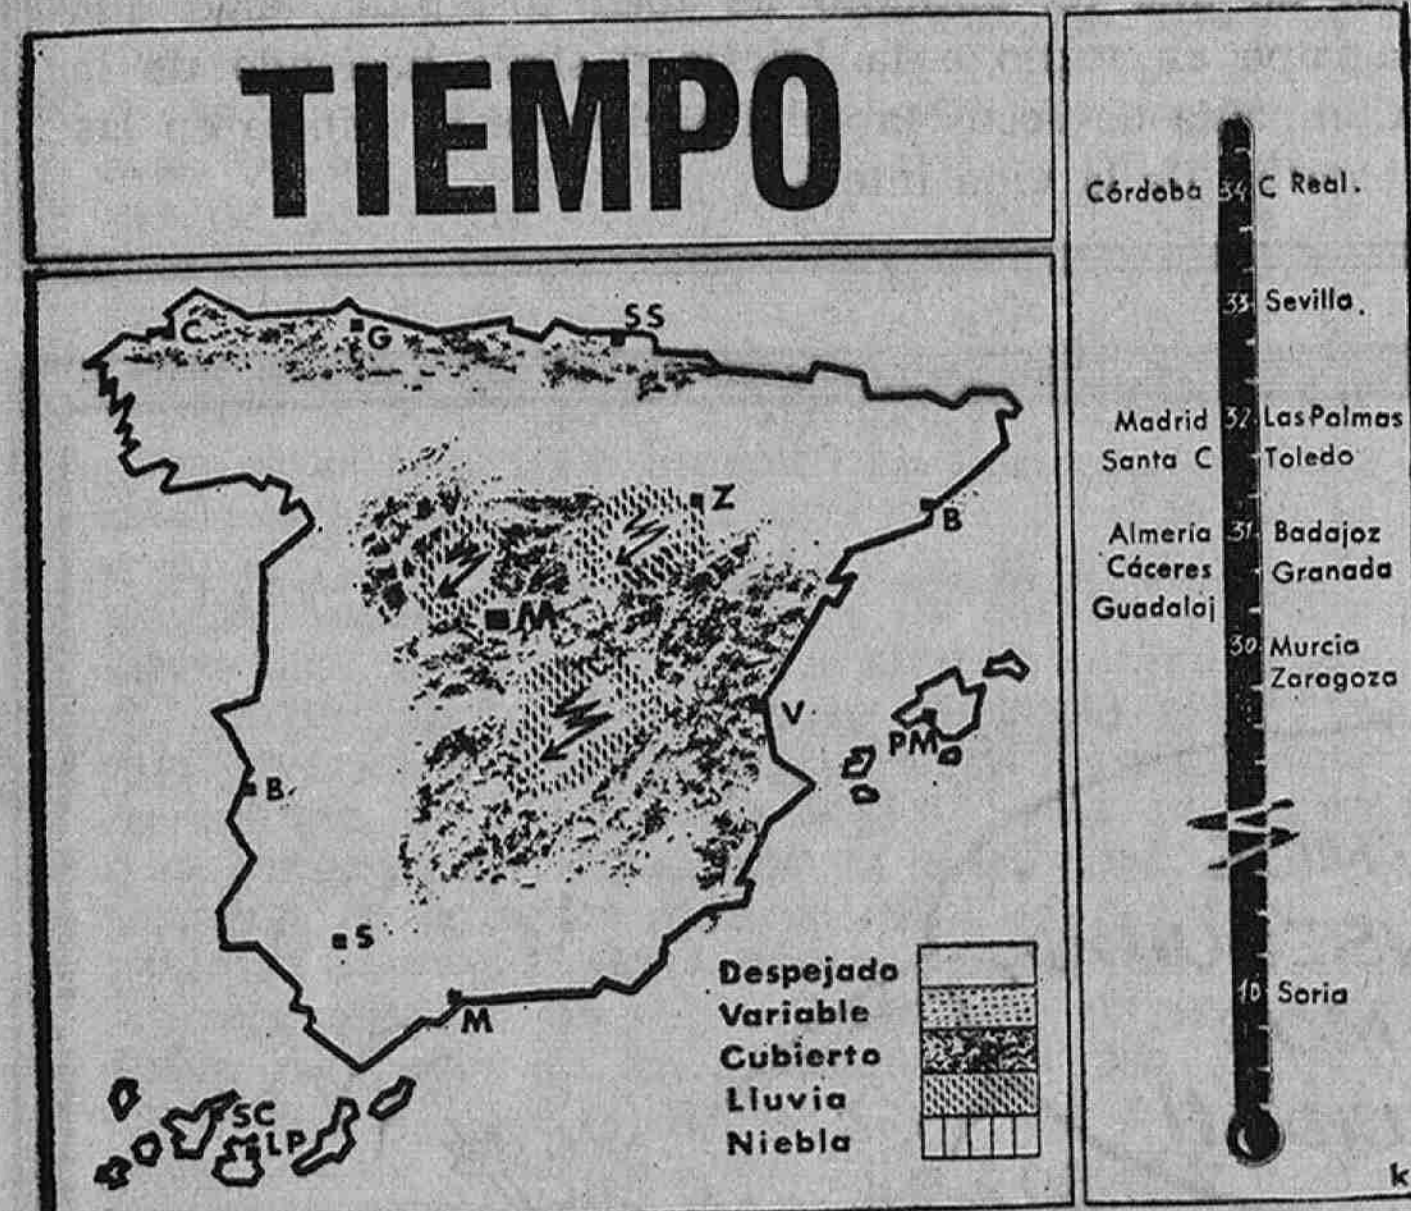 TIEMPO
C
G
SS
V
Z
B
M
C
V
PM
B
S
M
SC
LP
Despejado
Variable
Cubierto
Lluvia
Niebla
Córdoba 34 C Real.
33 Sevilla.
Madrid 32 Las Palmas
Santa C Toledo
Almería 31 Badajoz
Cáceres Granada
Guadalaj
30 Murcia
Zaragoza
10 Soria
k